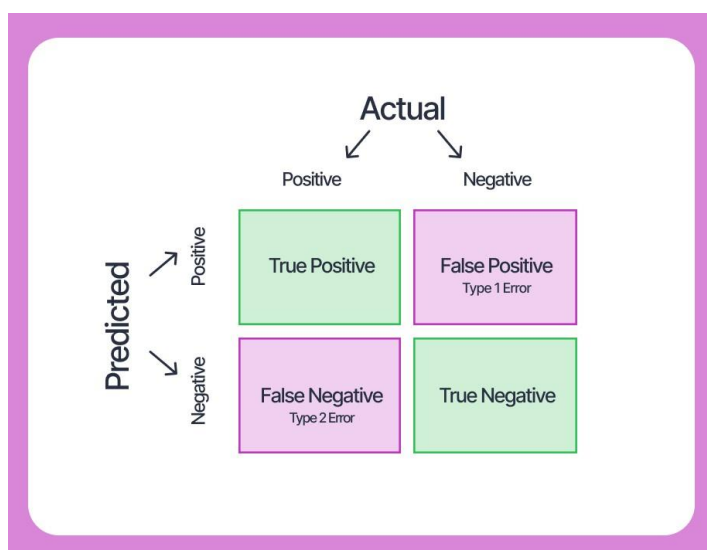 Actual
Positive
Negative
Predicted
Positive
True Positive
False Positive
Type 1 Error
Negative
False Negative
Type 2 Error
True Negative